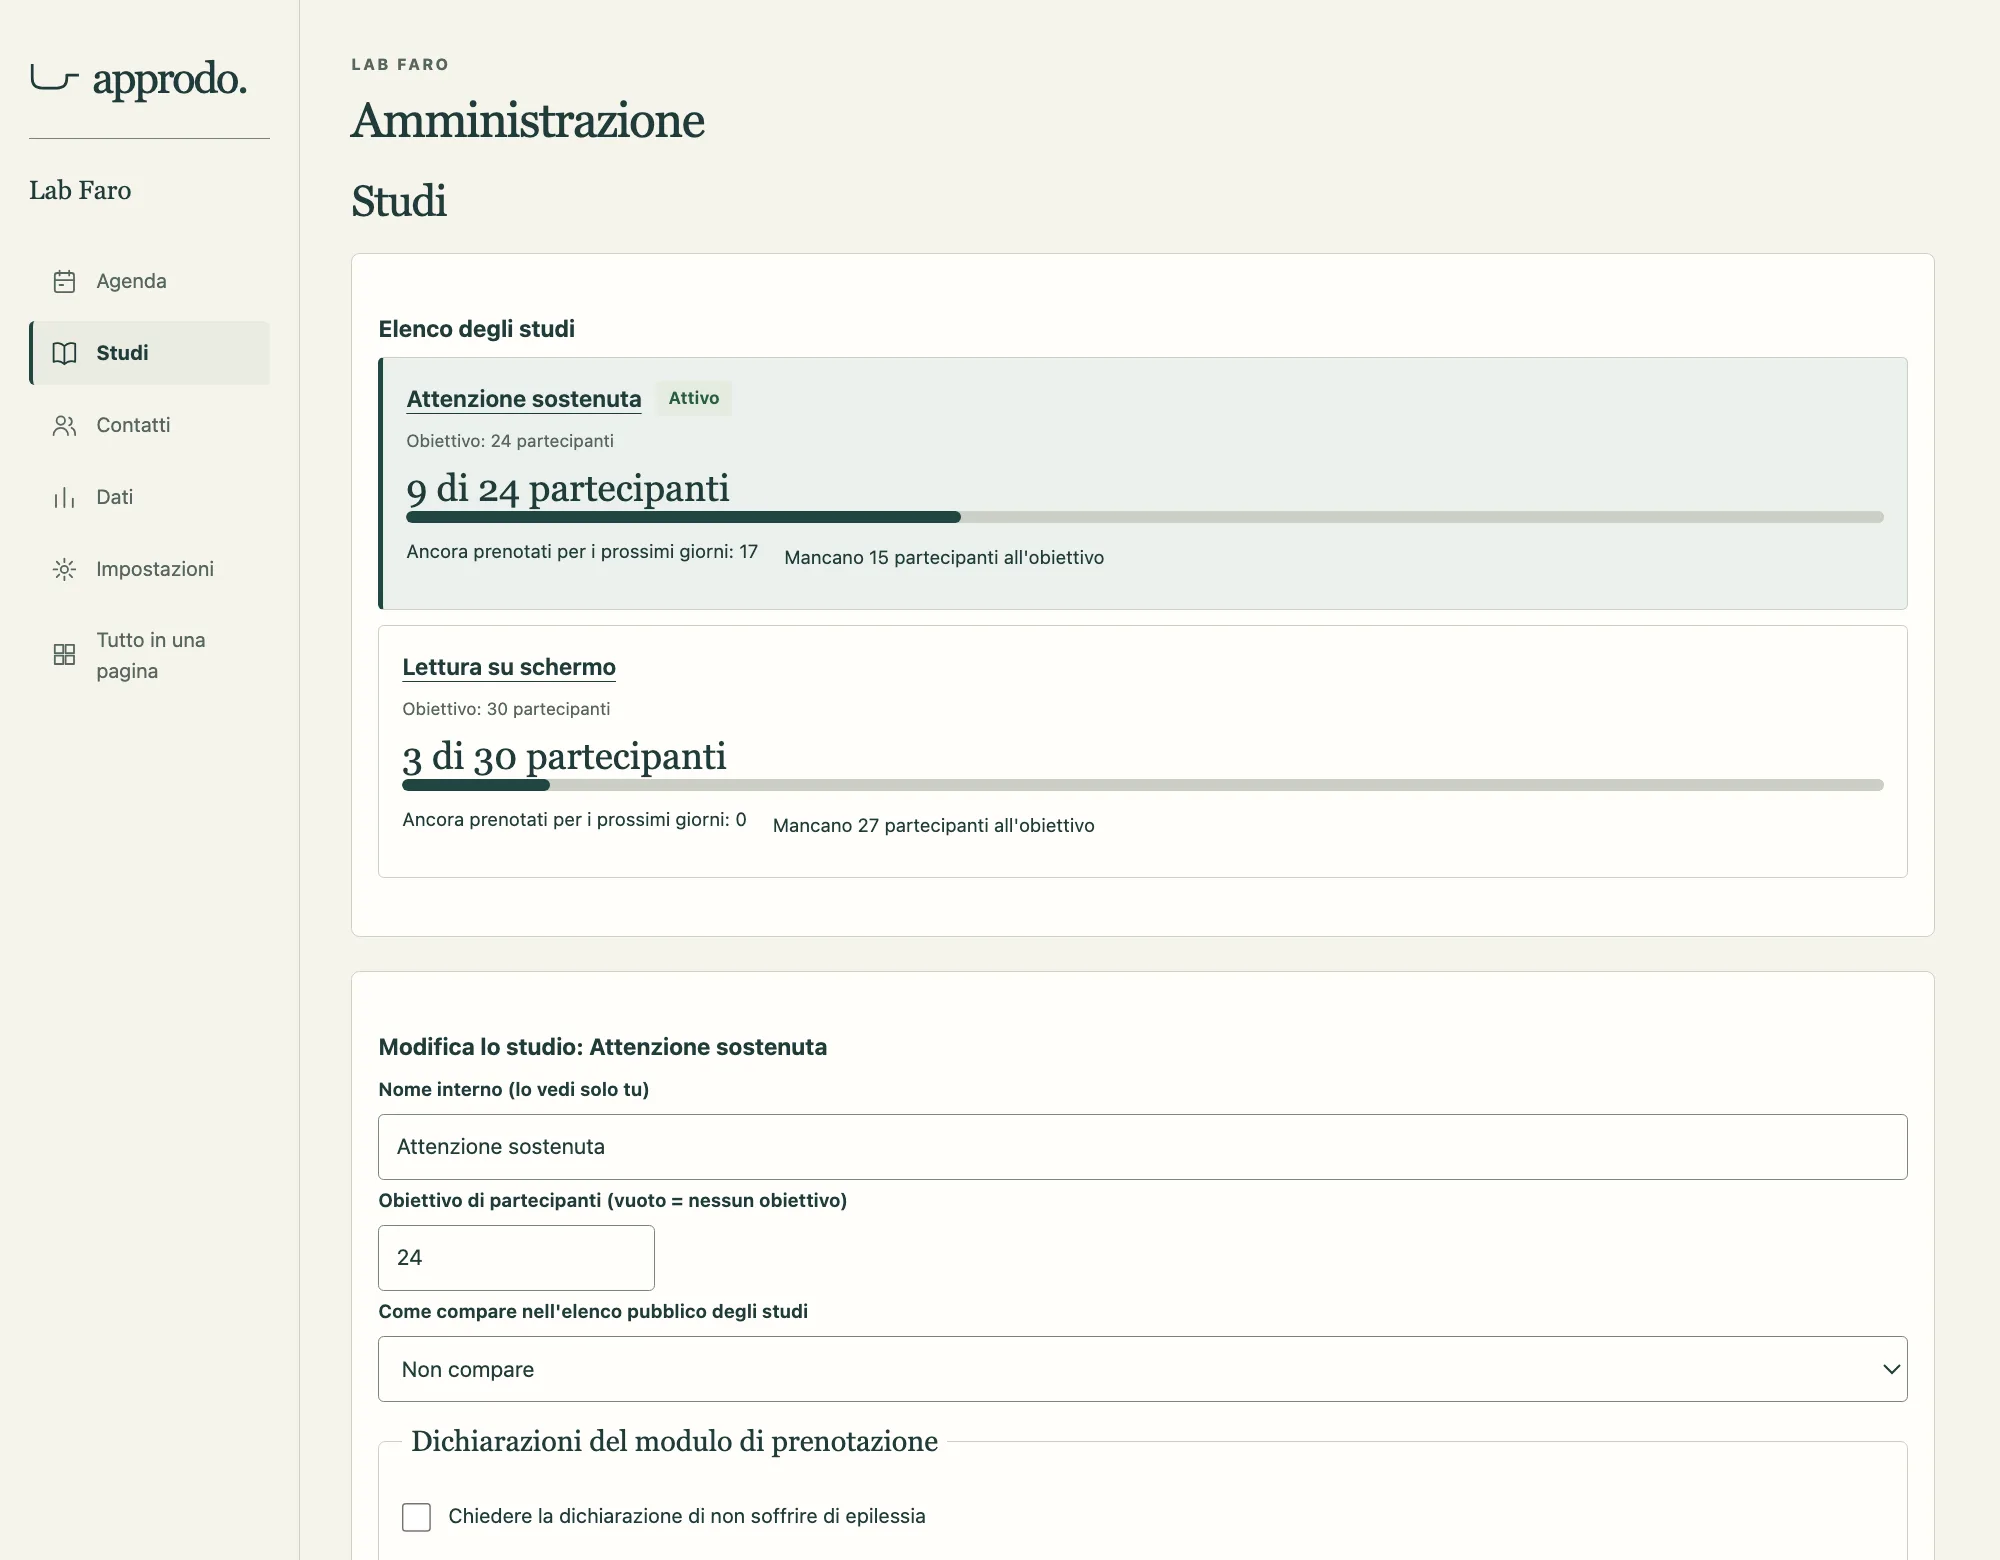 approdo.
Lab Faro
Agenda
Studi
Contatti
Dati
Impostazioni
Tutto in una
pagina
LAB FARO
Amministrazione
Studi
Elenco degli studi
Attenzione sostenuta Attivo
Obiettivo: 24 partecipanti
9 di 24 partecipanti
Ancora prenotati per i prossimi giorni: 17 Mancano 15 partecipanti all'obiettivo
Lettura su schermo
Obiettivo: 30 partecipanti
3 di 30 partecipanti
Ancora prenotati per i prossimi giorni: 0 Mancano 27 partecipanti all'obiettivo
Modifica lo studio: Attenzione sostenuta
Nome interno (lo vedi solo tu)
Attenzione sostenuta
Obiettivo di partecipanti (vuoto = nessun obiettivo)
24
Come compare nell'elenco pubblico degli studi
Non compare
Dichiarazioni del modulo di prenotazione
Chiedere la dichiarazione di non soffrire di epilessia